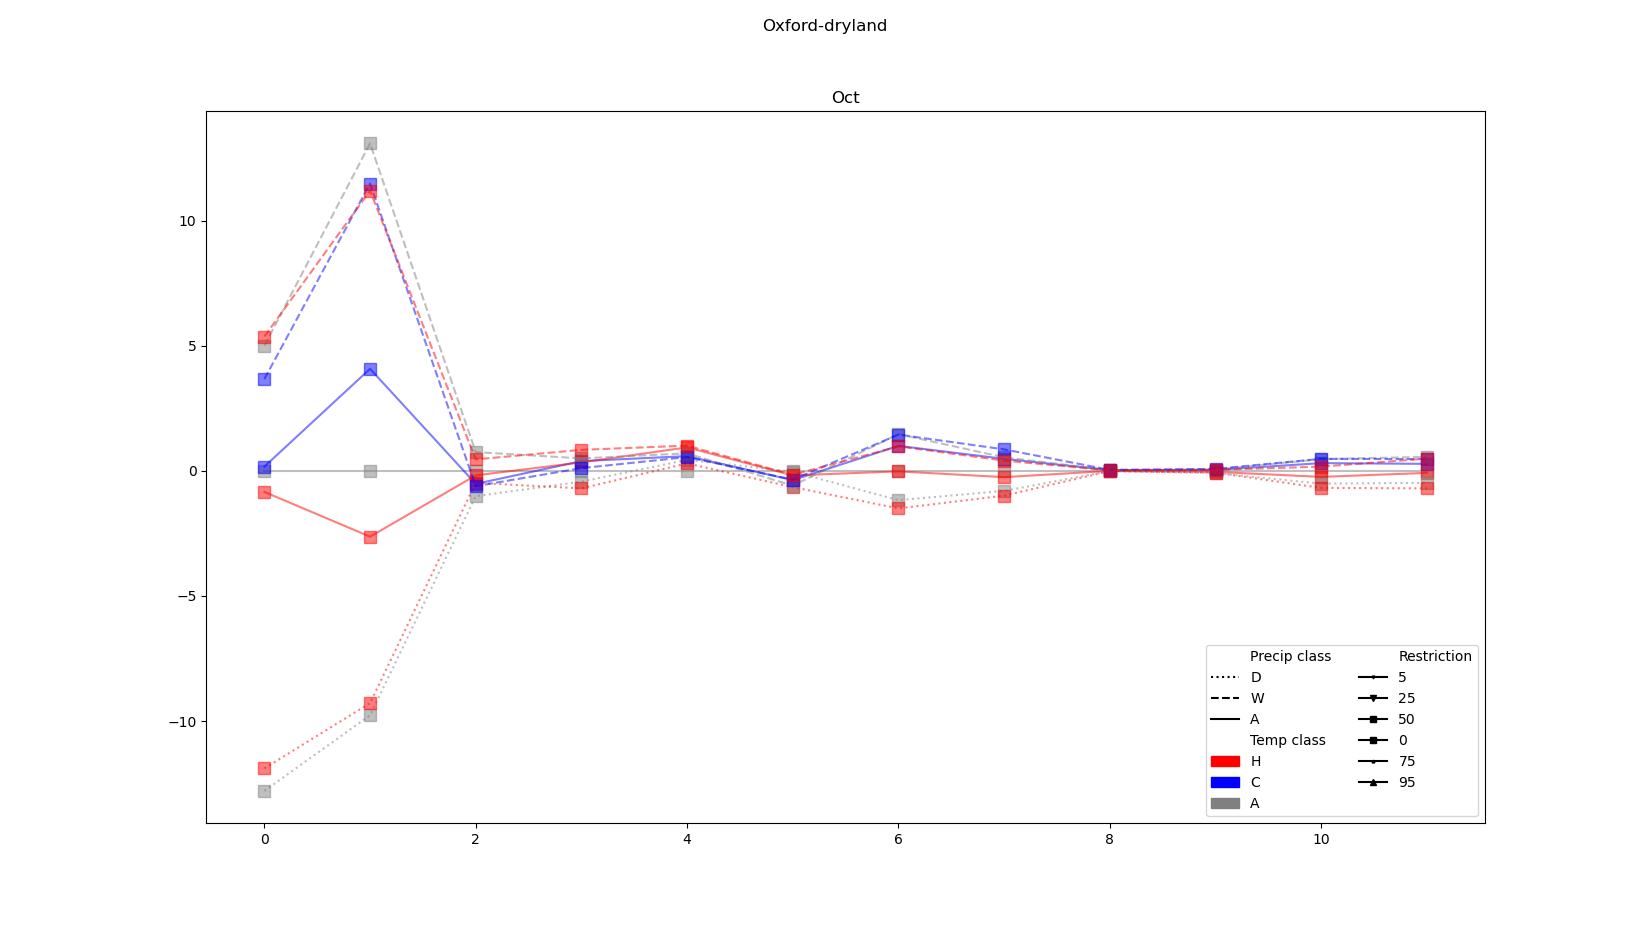 Oxford-dryland
Oct
10
5
0
−5
−10
0 2 4 6 8 10
Precip class
D
W
A
Temp class
H
C
A
Restriction
5
25
50
0
75
95